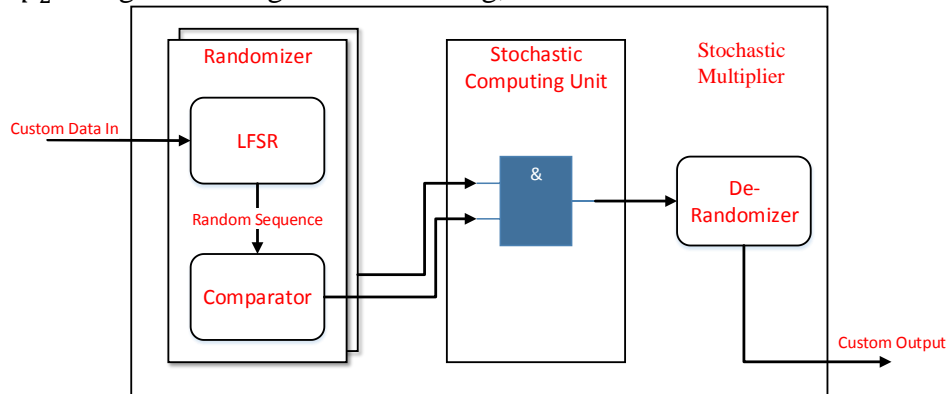 Randomizer
Stochastic
Computing Unit
Stochastic
Multiplier
Custom Data In
LFSR
&
De-
Randomizer
Random Sequence
Comparator
Custom Output